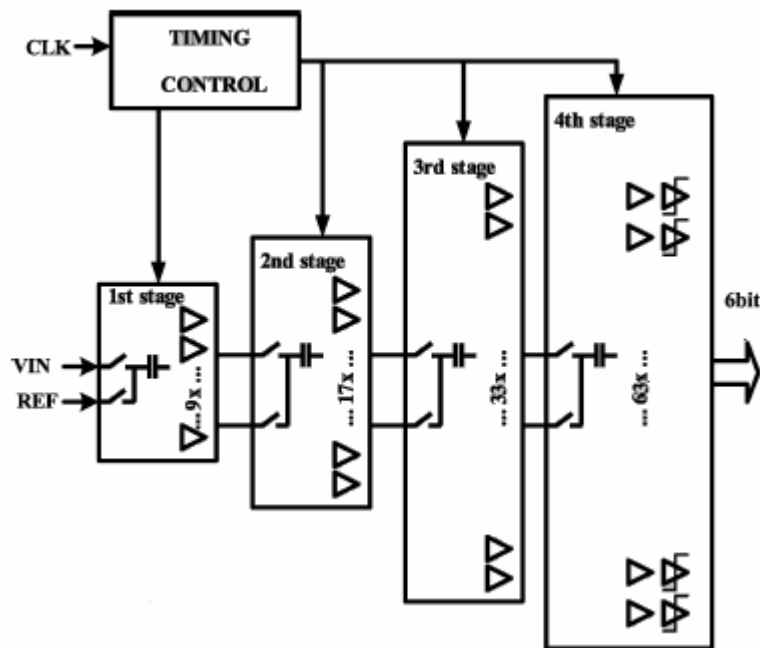 TIMING
CONTROL
CLK
4th stage
3rd stage
2nd stage
1st stage
6bit
VIN
REF
... 9x ...
... 17x ...
... 33x ...
... 63x ...